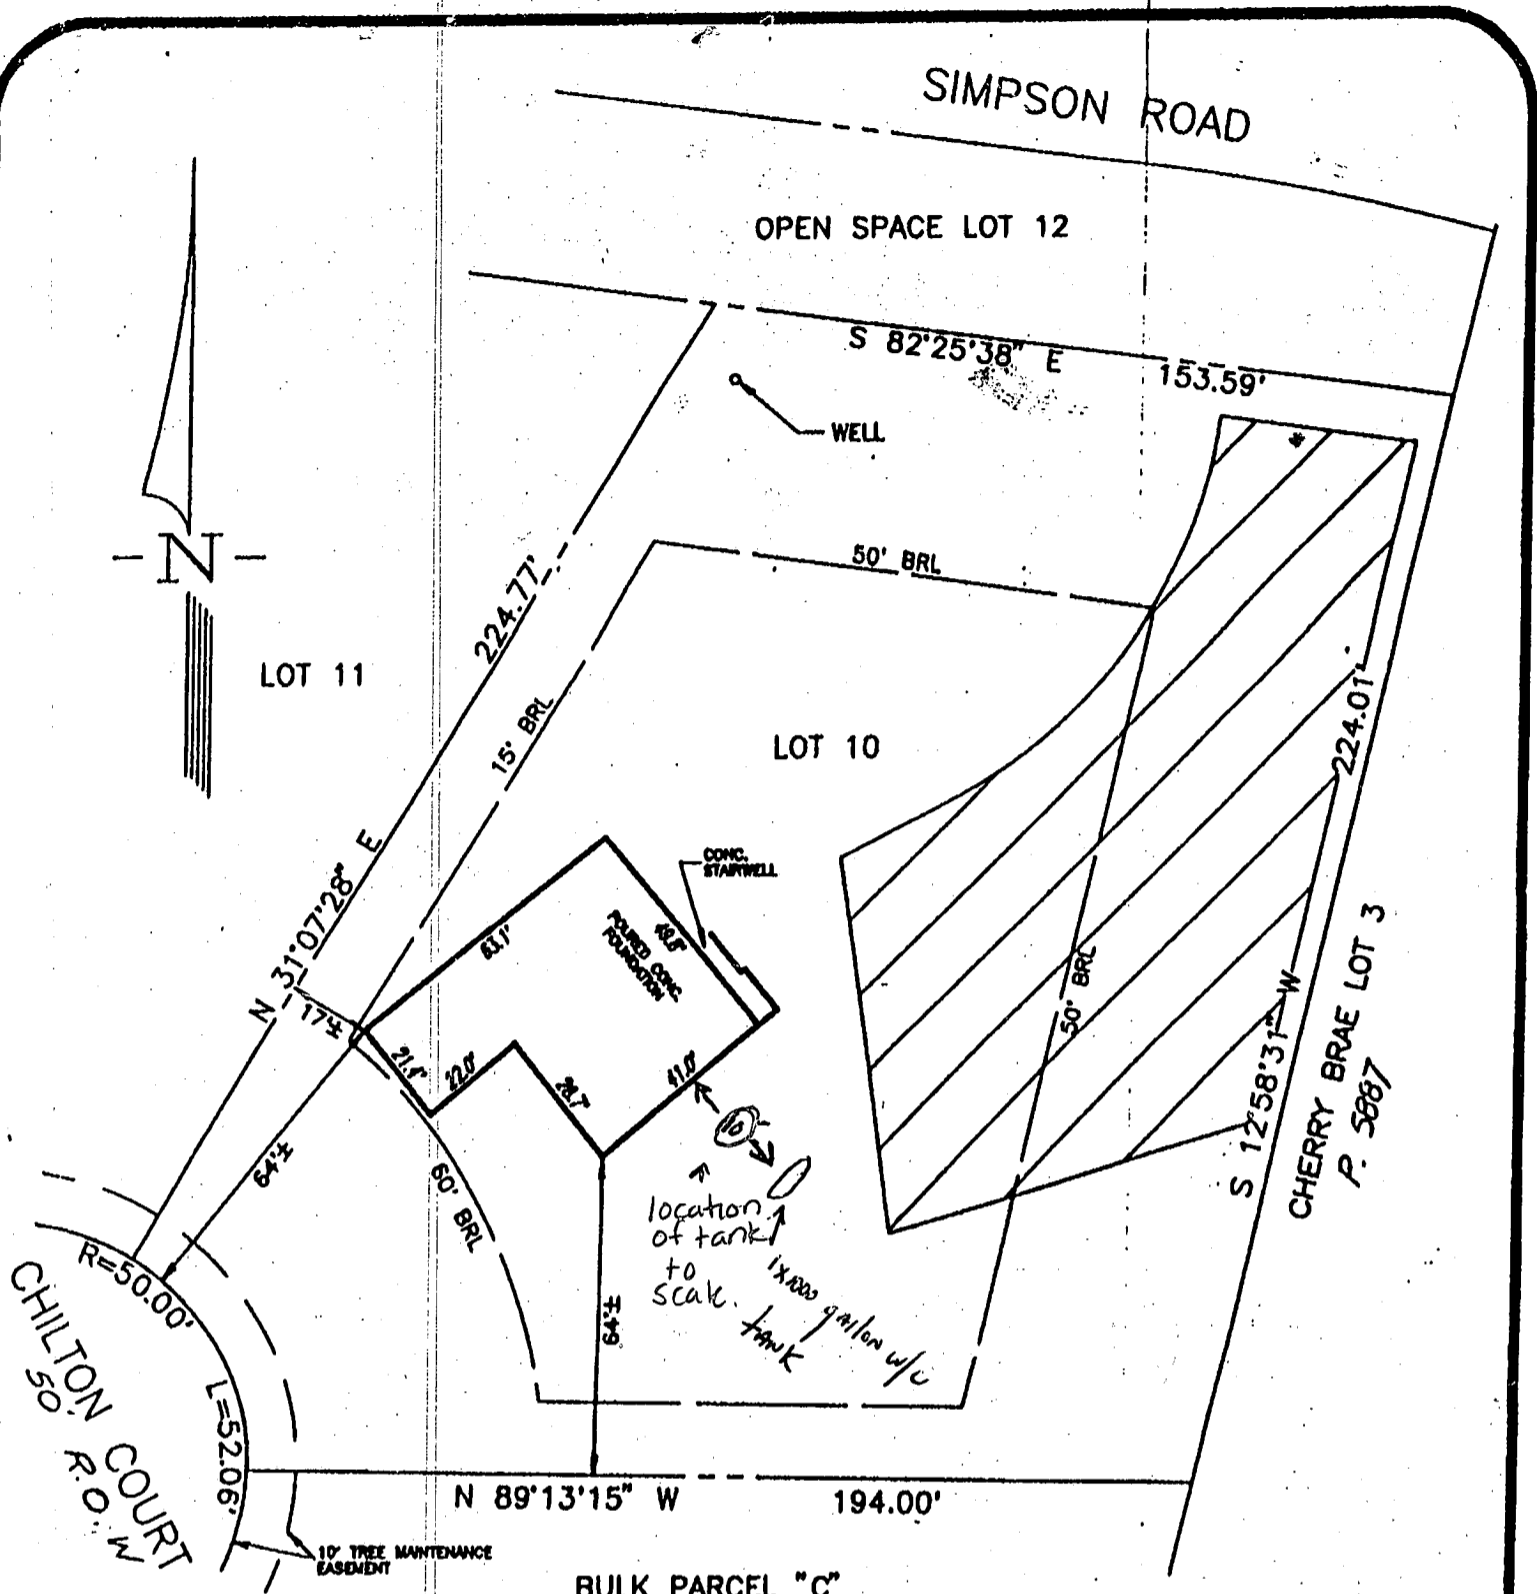 SIMPSON ROAD
OPEN SPACE LOT 12
S 82°25'38" E
153.59'
WELL
50' BRL
N
224.77'
LOT 11
15' BRL
LOT 10
224.01'
CONC.
STAIRWELL
N 31°07'28" E
63.1'
49.8'
POURED CONC.
FOUNDATION
50' BRL
CHERRY BRAE LOT 3
P. 5887
S 12°58'31" W
17'±
21.4'
22.0'
28.7'
41.0'
10'
64'±
60' BRL
location
of tank
to
scale.
1x1000 gallon w/c
tank
64'±
R=50.00'
L=52.06'
CHILTON COURT
50' R.O.W
N 89°13'15" W
194.00'
10' TREE MAINTENANCE
EASEMENT
BULK PARCEL "C"